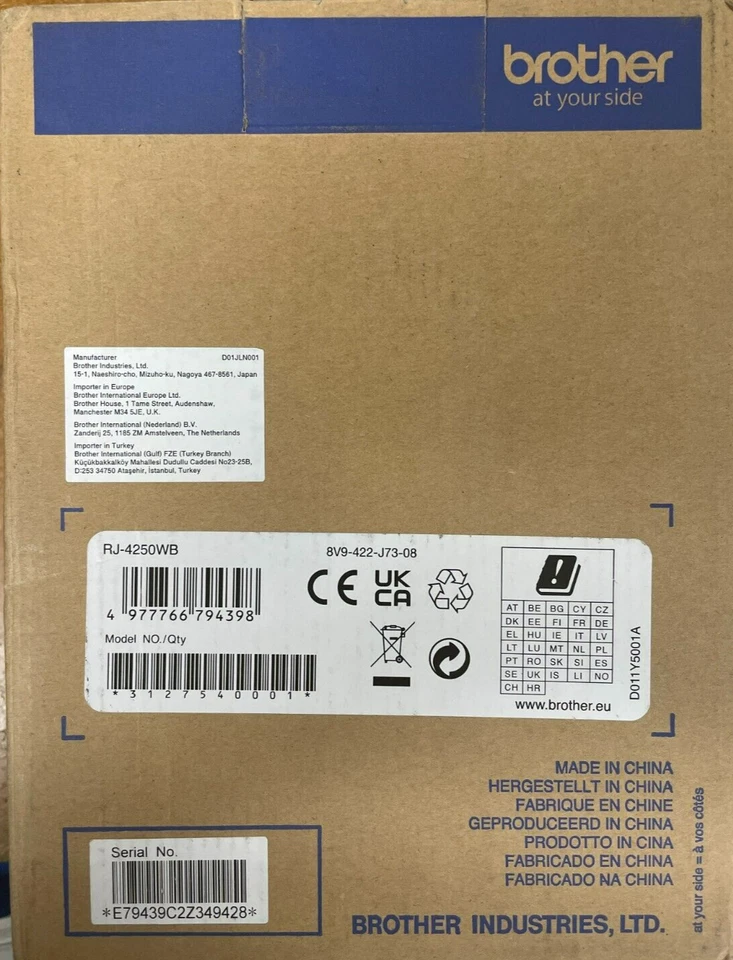 brother
at your side
Manufacturer D01JLN001
Brother Industries, Ltd.
15-1, Naeshiro-cho, Mizuho-ku, Nagoya 467-8561, Japan
Importer in Europe
Brother International Europe Ltd.
Brother House, 1 Tame Street, Audenshaw,
Manchester M34 5JE, U.K.
Brother International (Nederland) B.V.
Zanderij 25, 1185 ZM Amstelveen, The Netherlands
Importer in Turkey
Brother International (Gulf) FZE (Turkey Branch)
Küçükbakkalköy Mahallesi Dudullu Caddesi No23-25B,
D:253 34750 Ataşehir, İstanbul, Turkey
RJ-4250WB 8V9-422-J73-08
4 977766 794398
Model NO./Qty
*3127540001*
CE UK
CA
AT BE BG CY CZ
DK EE FI FR DE
EL HU IE IT LV
LT LU MT NL PL
PT RO SK SI ES
SE UK IS LI NO
CH HR
www.brother.eu
D011Y5001A
MADE IN CHINA
HERGESTELLT IN CHINA
FABRIQUE EN CHINE
GEPRODUCEERD IN CHINA
PRODOTTO IN CINA
FABRICADO EN CHINA
FABRICADO NA CHINA
at your side = à vos côtés
Serial No.
*E79439C2Z349428*
BROTHER INDUSTRIES, LTD.